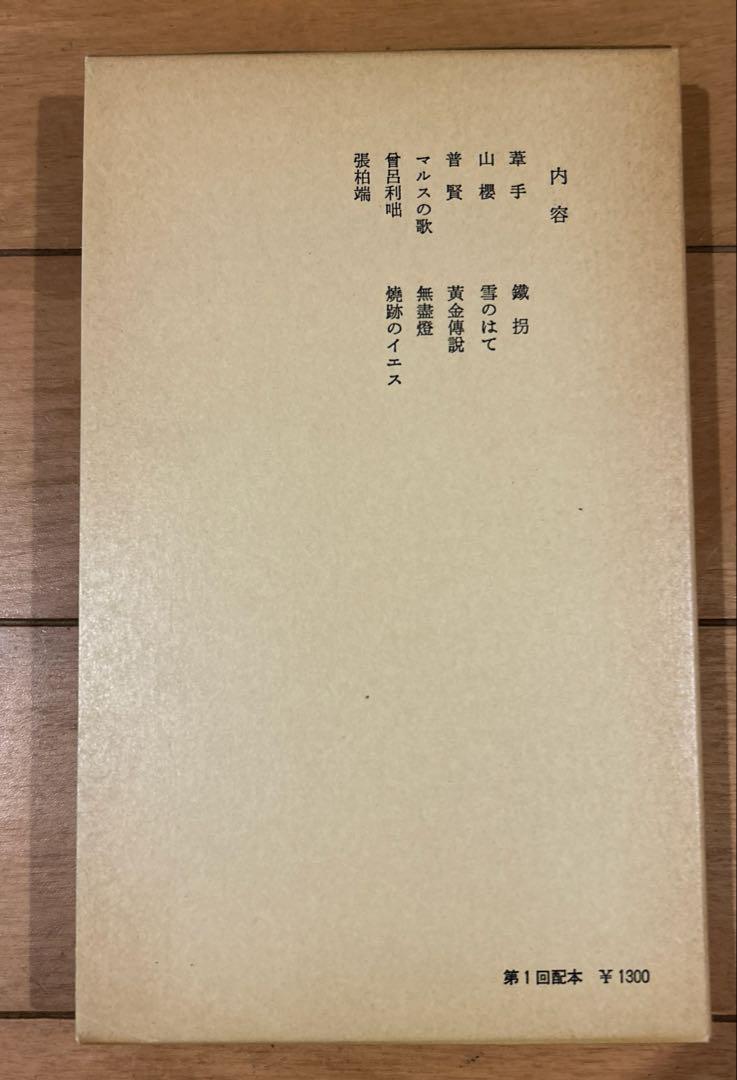 内容
葦手
山櫻
普賢
マルスの歌
曾呂利咄
張柏端
鐵拐
雪のはて
黃金傳說
無盡燈
燒跡のイエス
第1回配本 ¥1300